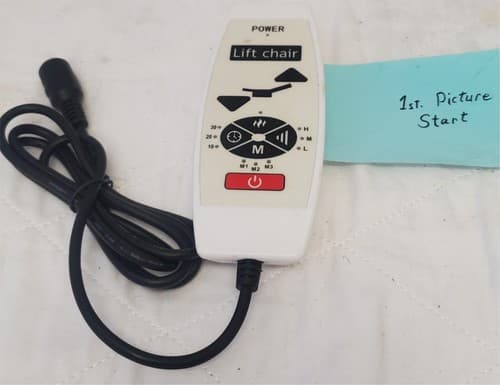 POWER
Lift chair
30
20
10
H
M
L
M
M1
M2
M3
1st. Picture
Start